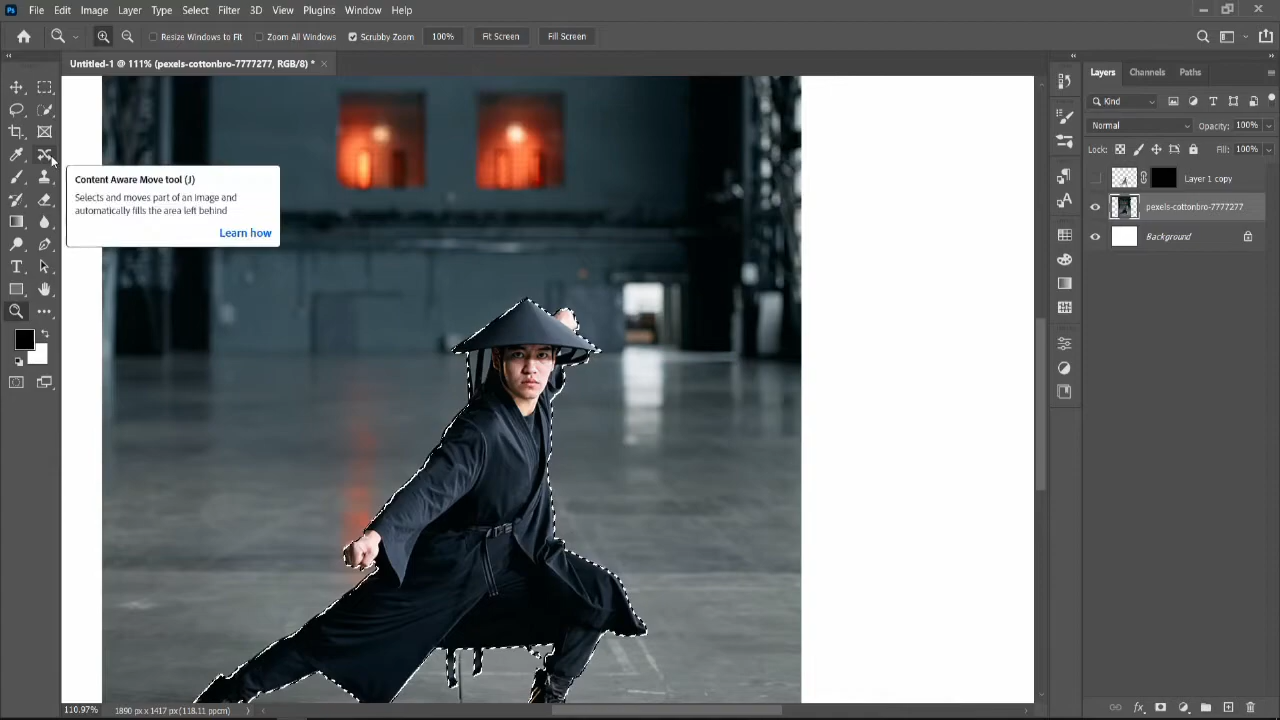 Ps File Edit Image Layer Type Select Filter 3D View Plugins Window Help
Resize Windows to Fit Zoom All Windows Scrubby Zoom 100% Fit Screen Fill Screen
Untitled-1 @ 111% (pexels-cottonbro-7777277, RGB/8) *
Layers Channels Paths
Kind
Normal Opacity: 100%
Lock: Fill: 100%
Content Aware Move tool (J)
Selects and moves part of an image and
automatically fills the area left behind
Learn how
Layer 1 copy
pexels-cottonbro-7777277
Background
110.97% 1890 px x 1417 px (118.11 ppcm)